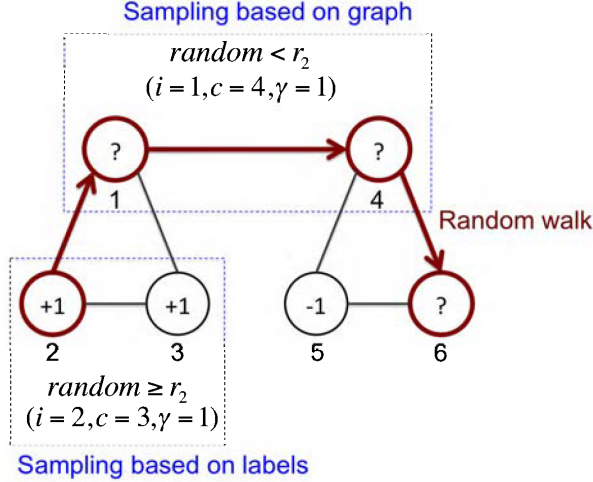 Sampling based on graph
random < r₂
(i = 1,c = 4,γ = 1)
?
?
1
4
Random walk
+1
+1
-1
?
2
3
5
6
random ≥ r₂
(i = 2,c = 3,γ = 1)
Sampling based on labels